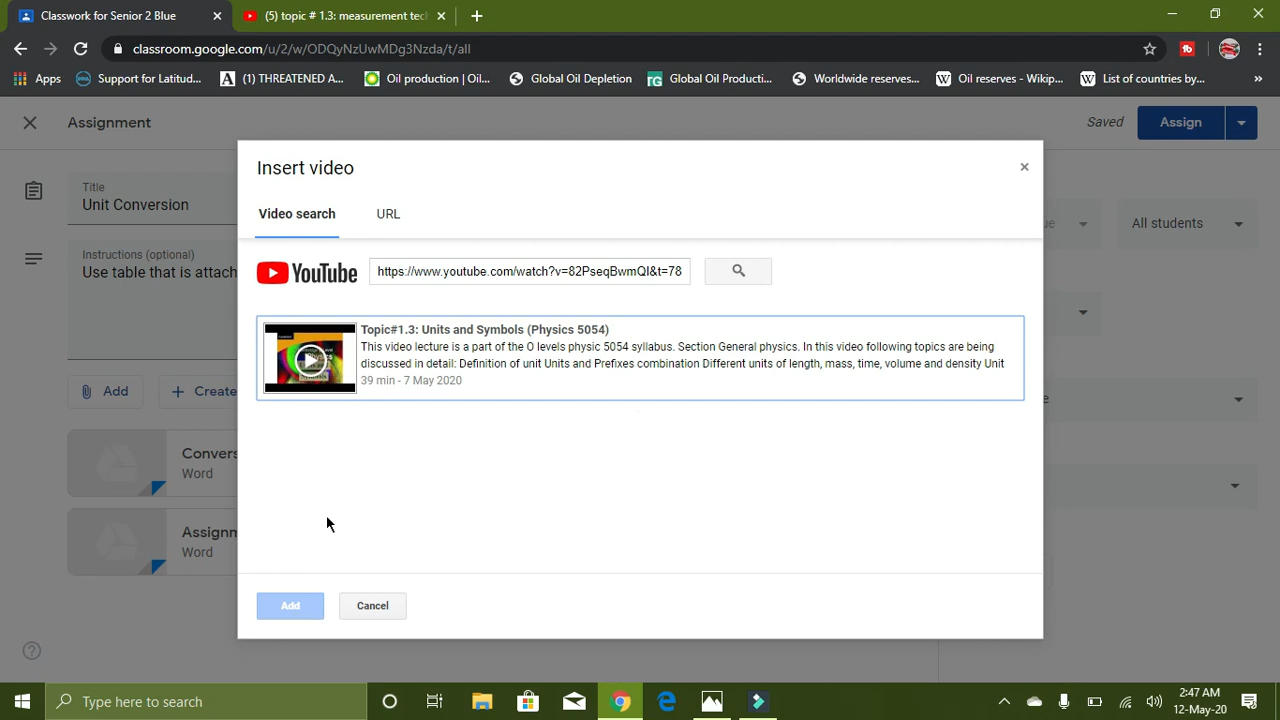 Classwork for Senior 2 Blue
(5) topic # 1.3: measurement tec
classroom.google.com/u/2/w/ODQyNzUwMDg3Nzda/t/all
Apps
Support for Latitud...
(1) THREATENED A...
Oil production | Oil...
Global Oil Depletion
Global Oil Producti...
Worldwide reserves...
Oil reserves - Wikip...
List of countries by...
Assignment
Saved
Assign
Title
Unit Conversion
Instructions (optional)
Use table that is attach
Add
Create
Convers
Word
Assignm
Word
All students
Insert video
Video search
URL
YouTube
https://www.youtube.com/watch?v=82PseqBwmQI&t=78
Topic#1.3: Units and Symbols (Physics 5054)
This video lecture is a part of the O levels physic 5054 syllabus. Section General physics. In this video following topics are being
discussed in detail: Definition of unit Units and Prefixes combination Different units of length, mass, time, volume and density Unit
39 min - 7 May 2020
Add
Cancel
Type here to search
2:47 AM
12-May-20